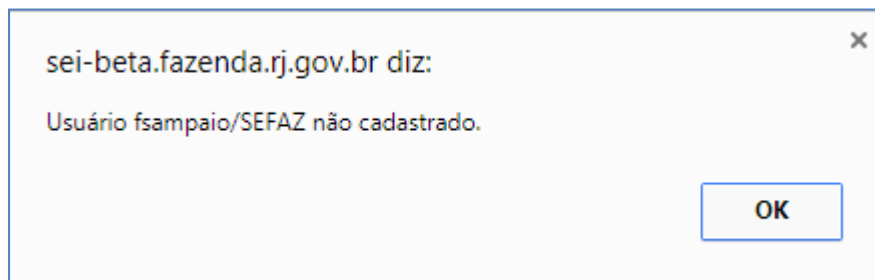 sei-beta.fazenda.rj.gov.br diz:
Usuário fsampaio/SEFAZ não cadastrado.
OK